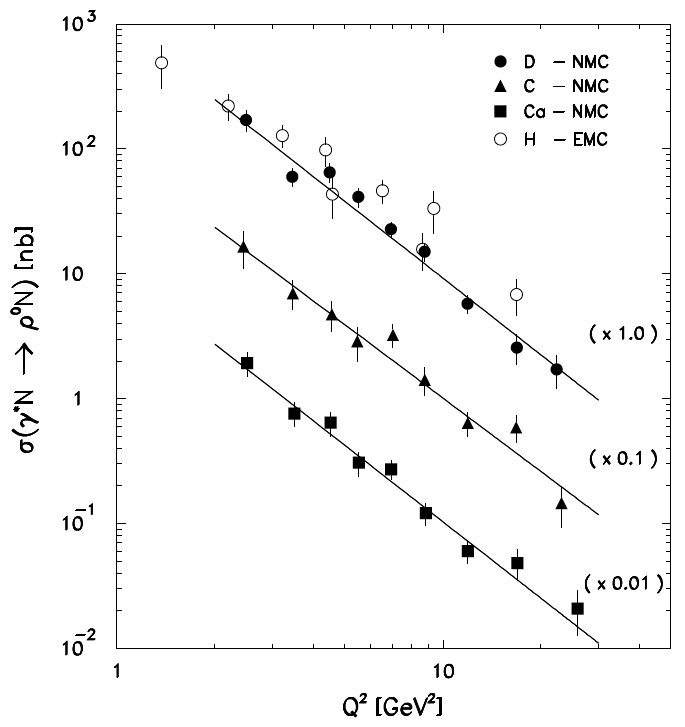 10³
D – NMC
C – NMC
Ca – NMC
H – EMC
10²
10
1
10⁻¹
10⁻²
(×1.0)
(×0.1)
(×0.01)
σ(γ*N → ρ⁰N) [nb]
1 10
Q² [GeV²]